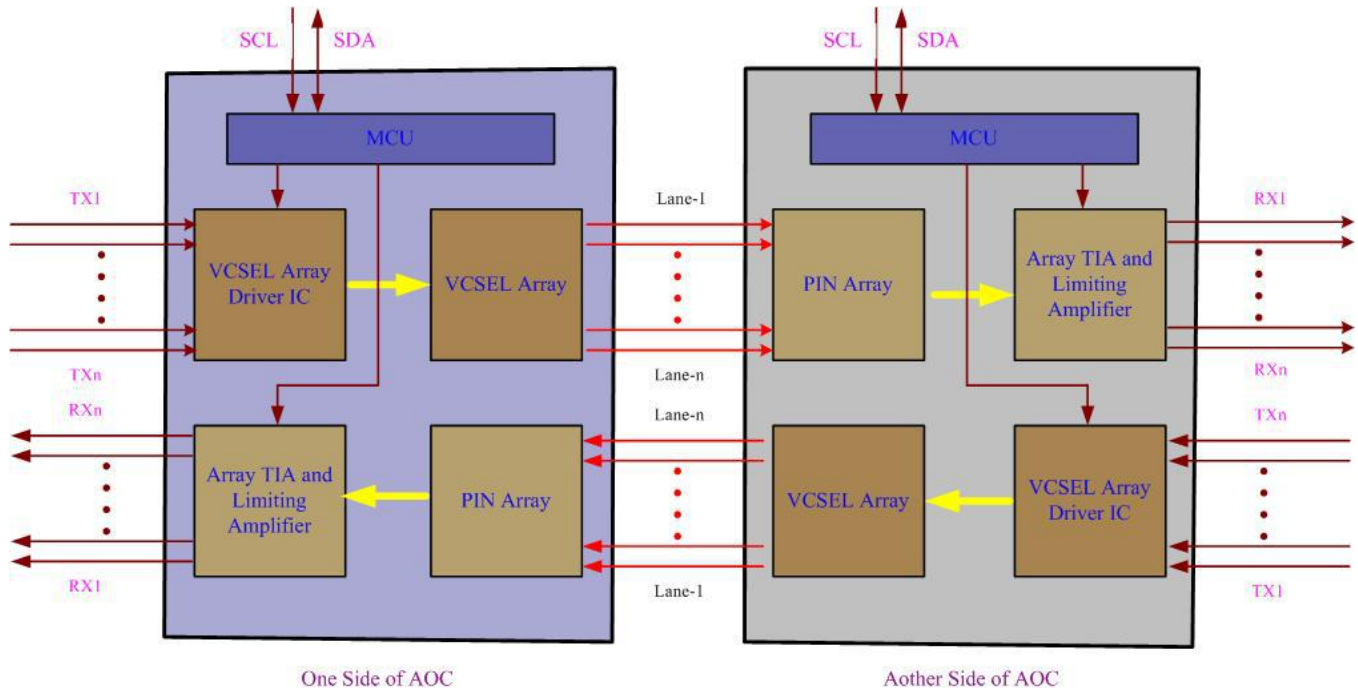 SCL SDA
SCL SDA
MCU
MCU
TX1
Lane-1
RX1
VCSEL Array
Driver IC
VCSEL Array
PIN Array
Array TIA and
Limiting
Amplifier
TXn
Lane-n
RXn
RXn
Lane-n
TXn
Array TIA and
Limiting
Amplifier
PIN Array
VCSEL Array
VCSEL Array
Driver IC
RX1
Lane-1
TX1
One Side of AOC
Aother Side of AOC